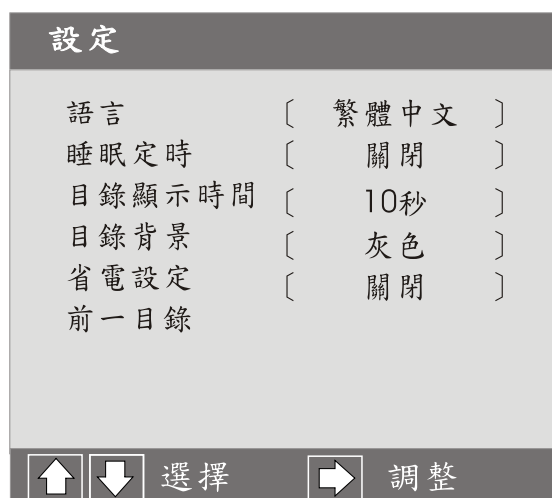 設定
語言 〔 繁體中文 〕
睡眠定時 〔 關閉 〕
目錄顯示時間 〔 10秒 〕
目錄背景 〔 灰色 〕
省電設定 〔 關閉 〕
前一目錄
選擇 調整